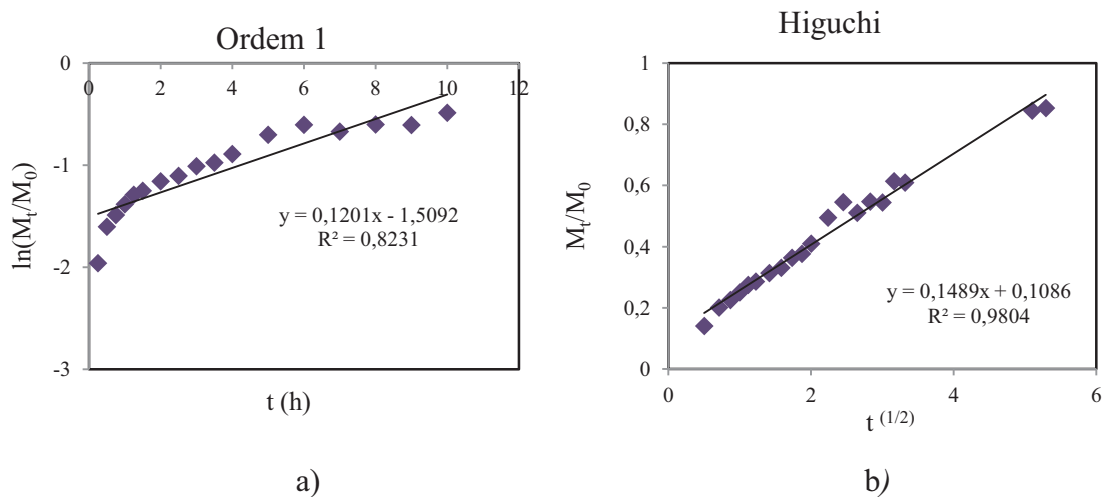 Ordem 1
0
0 2 4 6 8 10 12
-1
-2
-3
ln(Mt/M0)
y = 0,1201x - 1,5092
R² = 0,8231
t (h)
a)
Higuchi
1
0,8
0,6
0,4
0,2
0
Mt/M0
y = 0,1489x + 0,1086
R² = 0,9804
0 2 4 6
t (1/2)
b)